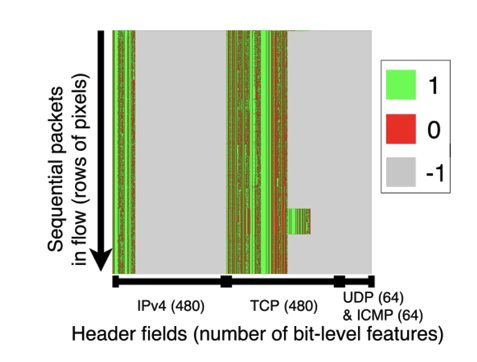 Sequential packets
in flow (rows of pixels)
1
0
-1
IPv4 (480)
TCP (480)
UDP (64)
& ICMP (64)
Header fields (number of bit-level features)